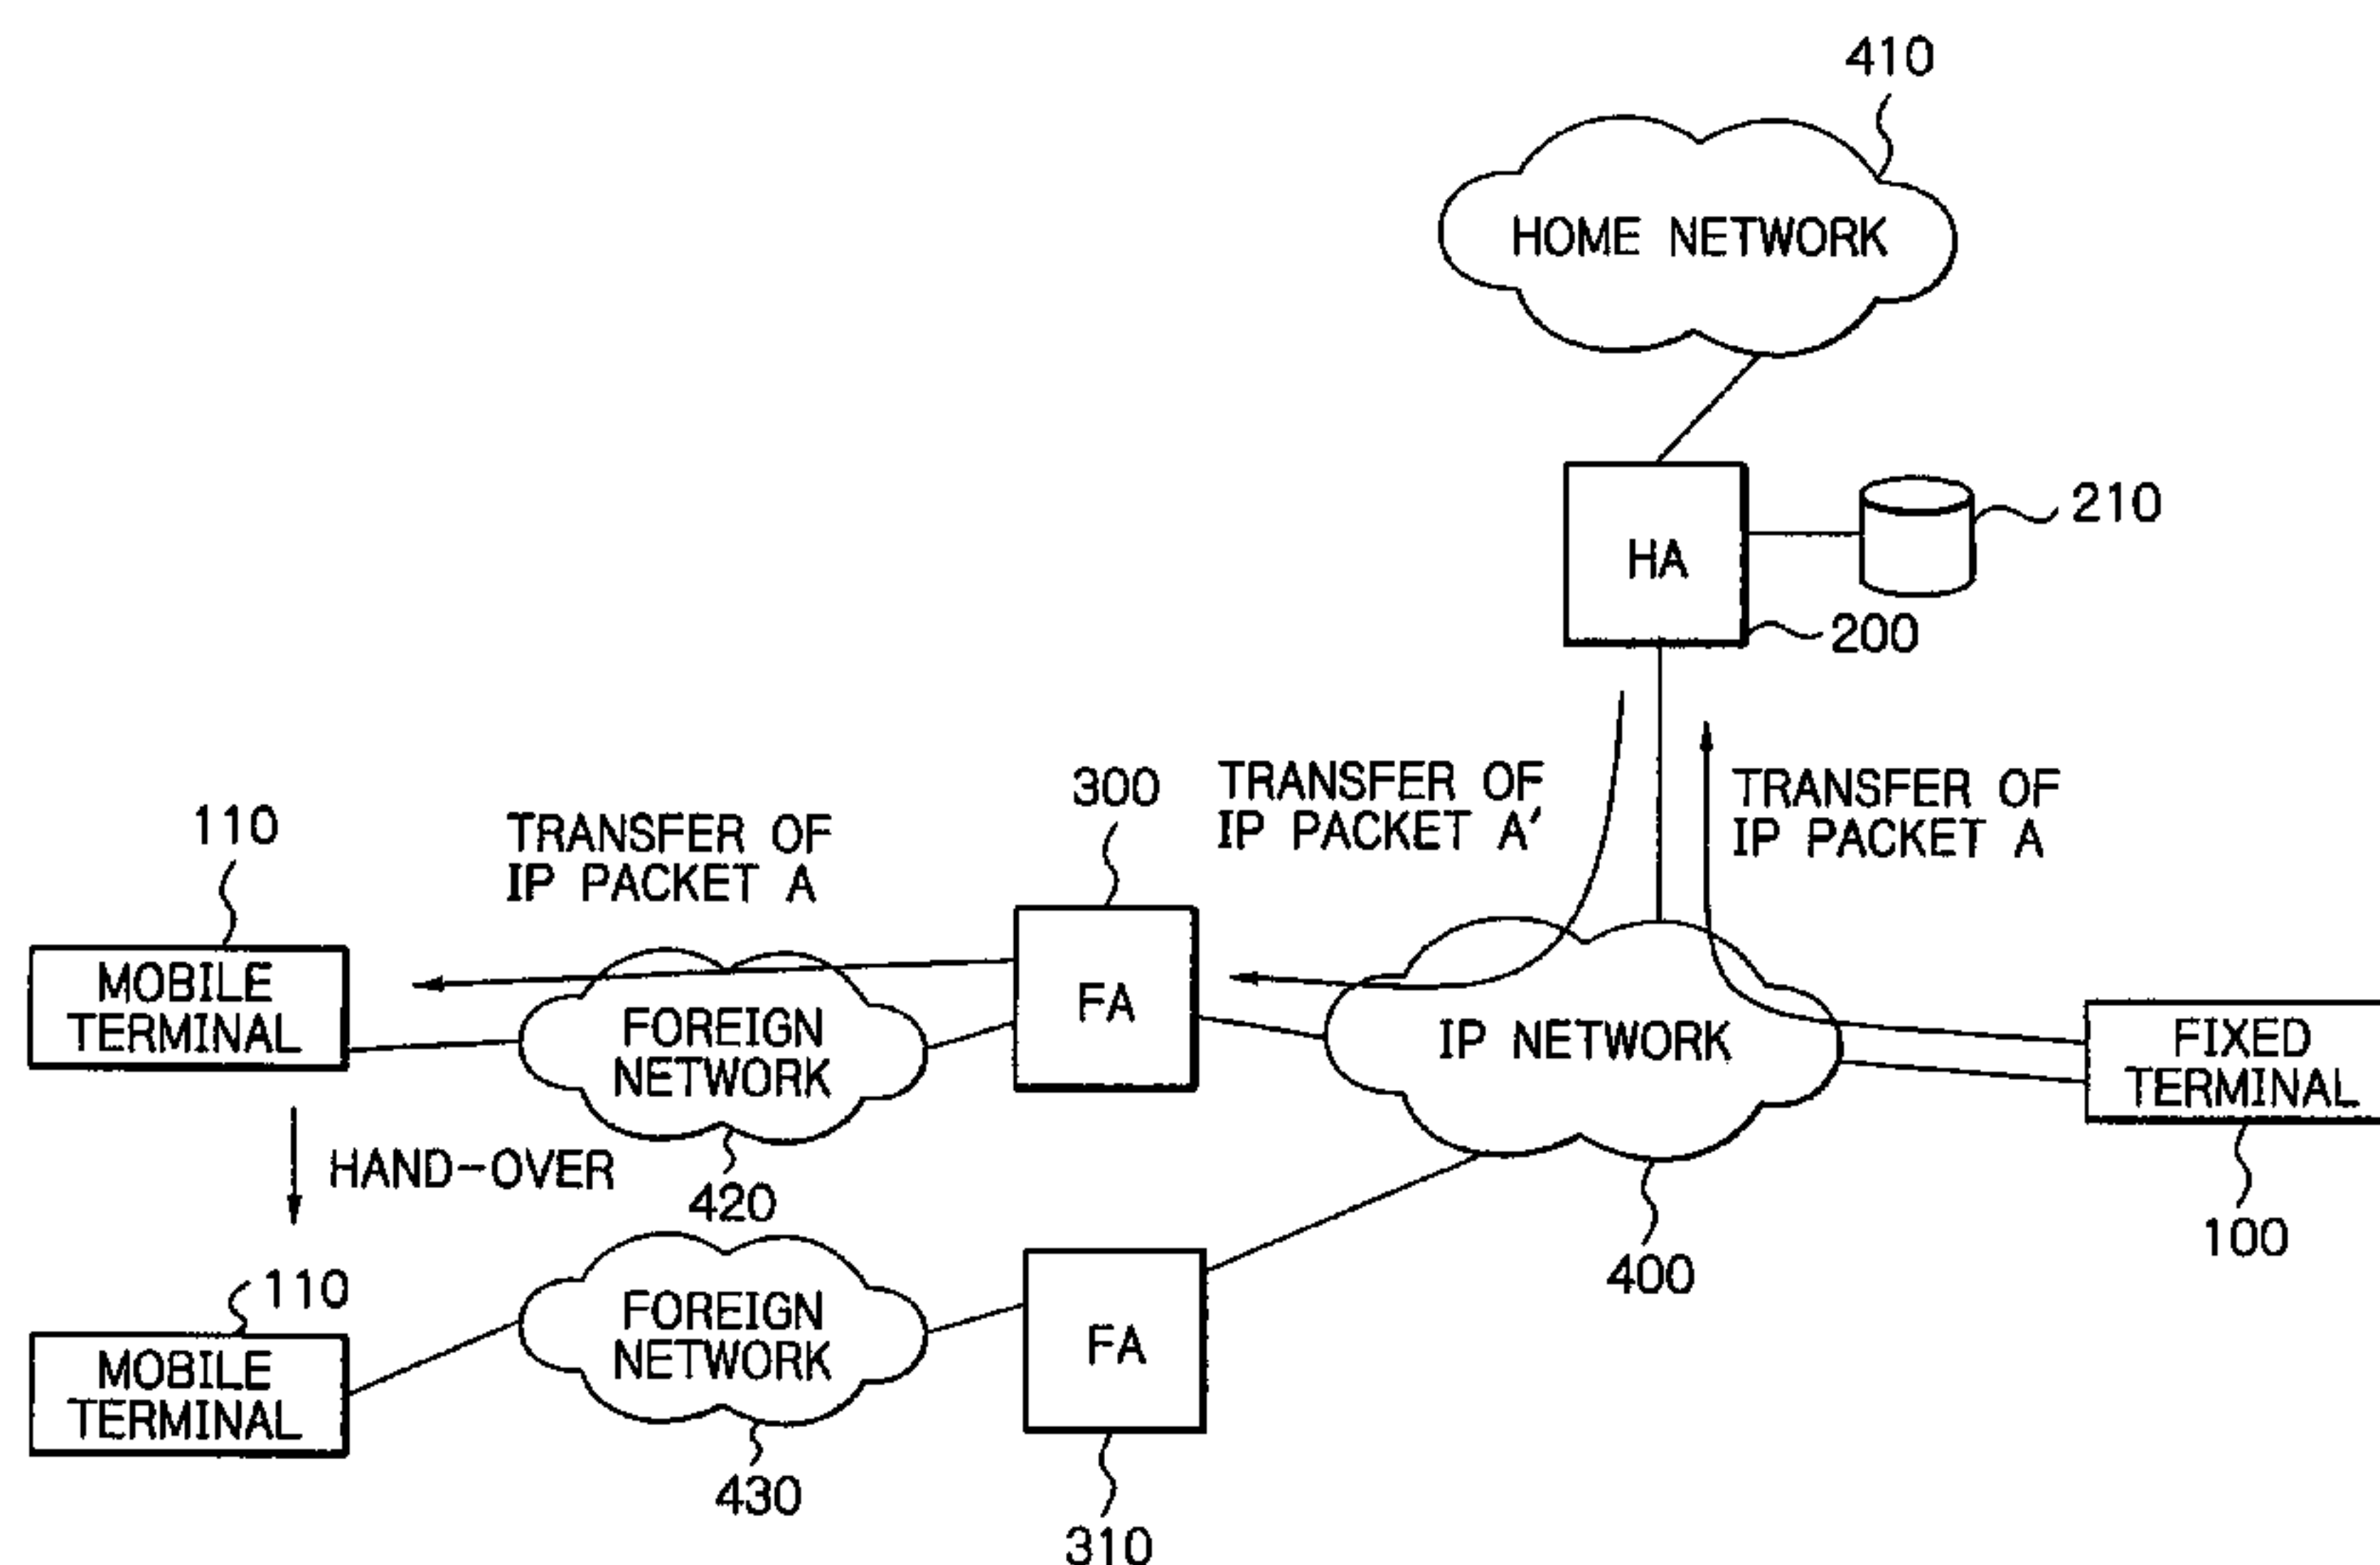 410
HOME NETWORK
HA
210
200
TRANSFER OF
IP PACKET A'
TRANSFER OF
IP PACKET A
300
110
TRANSFER OF
IP PACKET A
MOBILE
TERMINAL
FOREIGN
NETWORK
FA
IP NETWORK
FIXED
TERMINAL
HAND-OVER
420
400
100
110
MOBILE
TERMINAL
FOREIGN
NETWORK
FA
430
310